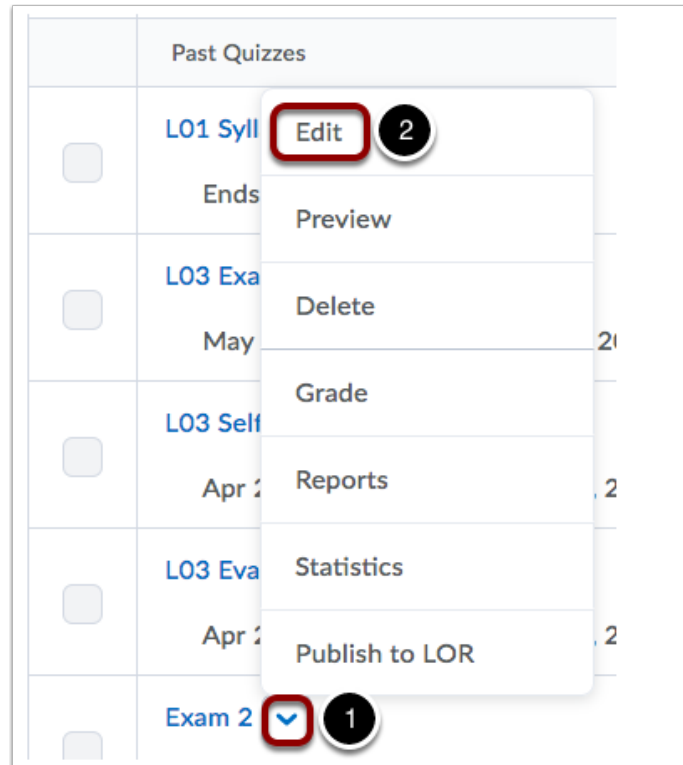 Past Quizzes
L01 Syll
Edit 2
Ends
Preview
L03 Exa
Delete
May
Grade
L03 Self
Reports
Apr
, 2
Statistics
L03 Eva
Apr
, 2
Publish to LOR
Exam 2 1